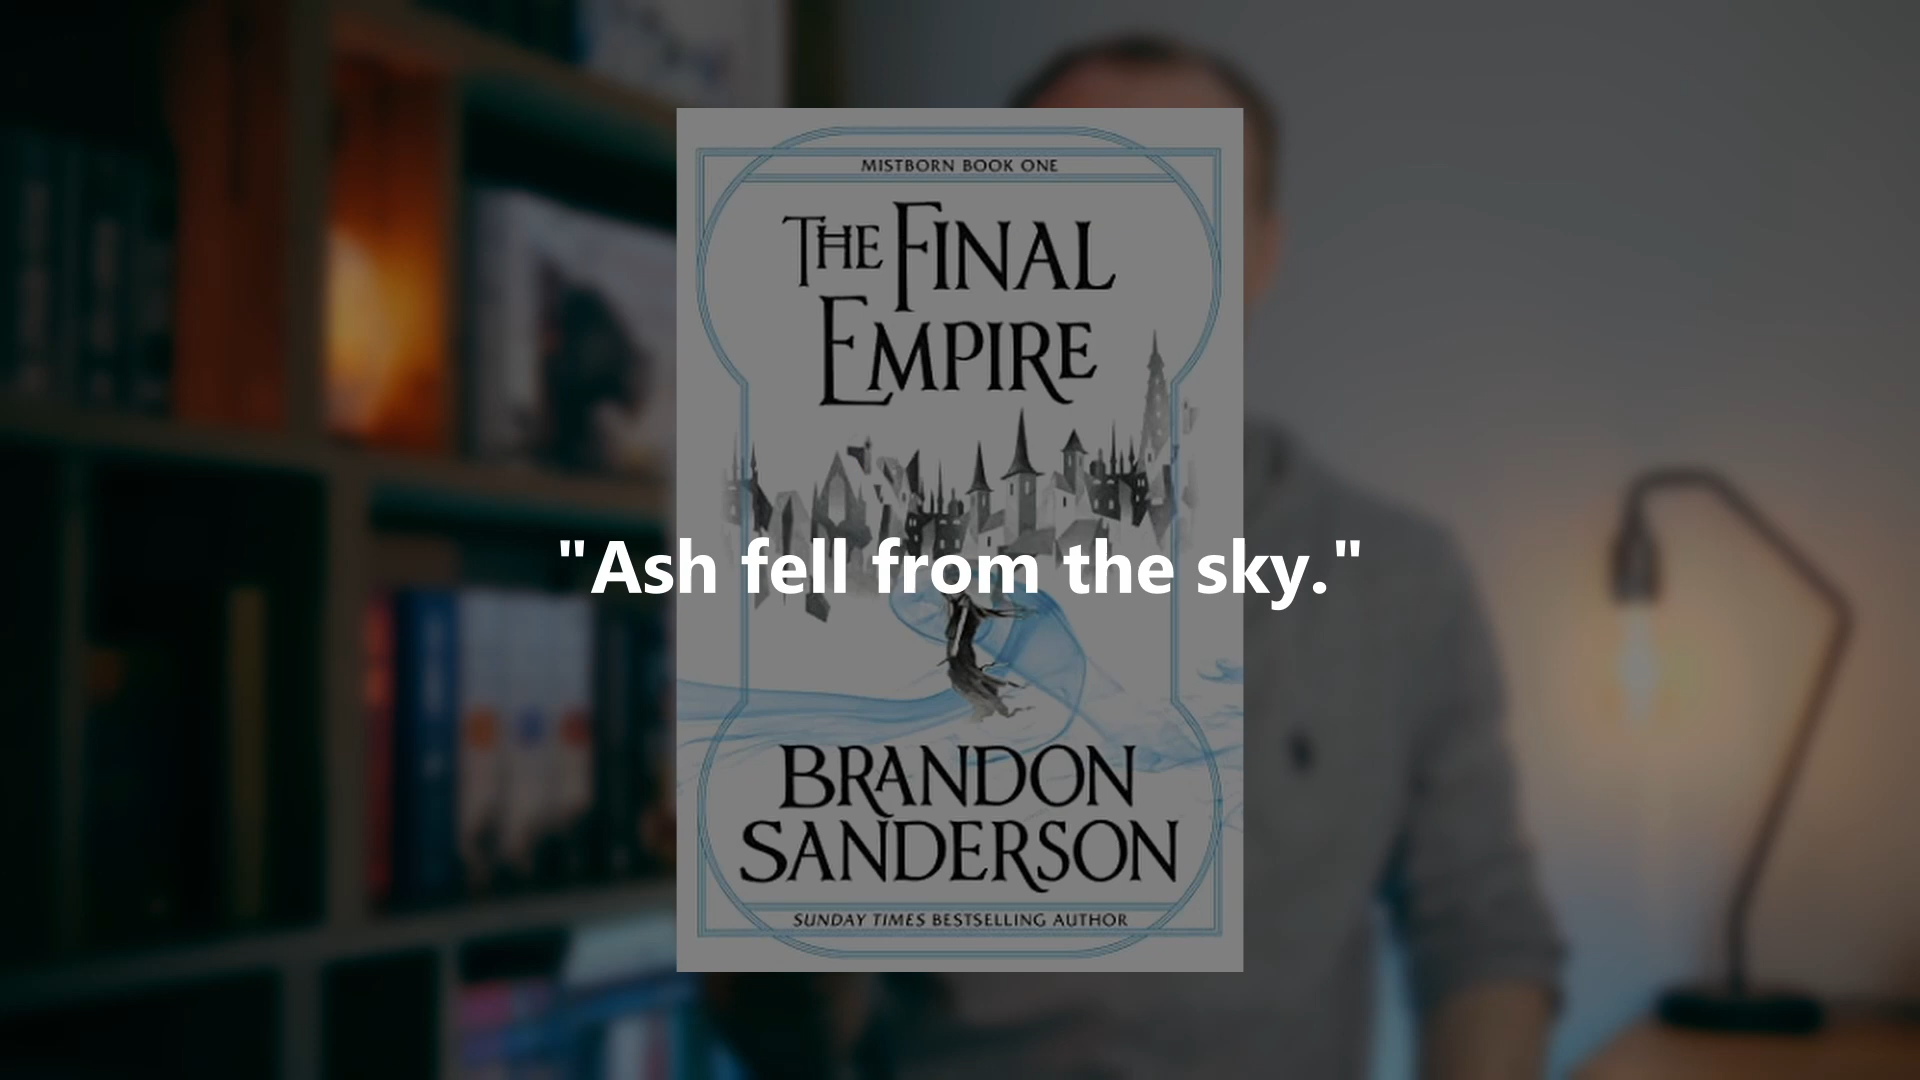 MISTBORN BOOK ONE
THE FINAL
EMPIRE
"Ash fell from the sky."
BRANDON
SANDERSON
SUNDAY TIMES BESTSELLING AUTHOR